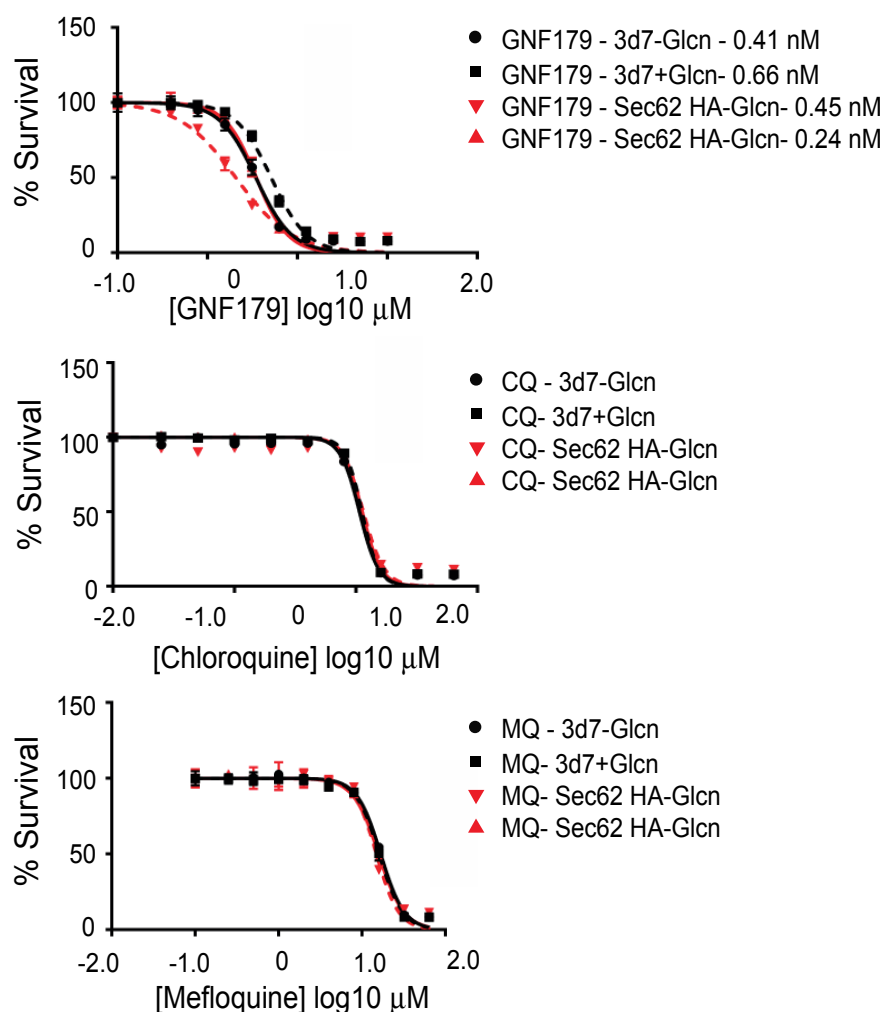 150
100
50
0
% Survival
-1.0 0 1.0 2.0
[GNF179] log10 μM
GNF179 - 3d7-Glcn - 0.41 nM
GNF179 - 3d7+Glcn- 0.66 nM
GNF179 - Sec62 HA-Glcn- 0.45 nM
GNF179 - Sec62 HA-Glcn- 0.24 nM
150
100
50
0
% Survival
-2.0 -1.0 0 1.0 2.0
[Chloroquine] log10 μM
CQ - 3d7-Glcn
CQ- 3d7+Glcn
CQ- Sec62 HA-Glcn
CQ- Sec62 HA-Glcn
150
100
50
0
% Survival
-2.0 -1.0 0 1.0 2.0
[Mefloquine] log10 μM
MQ - 3d7-Glcn
MQ- 3d7+Glcn
MQ- Sec62 HA-Glcn
MQ- Sec62 HA-Glcn